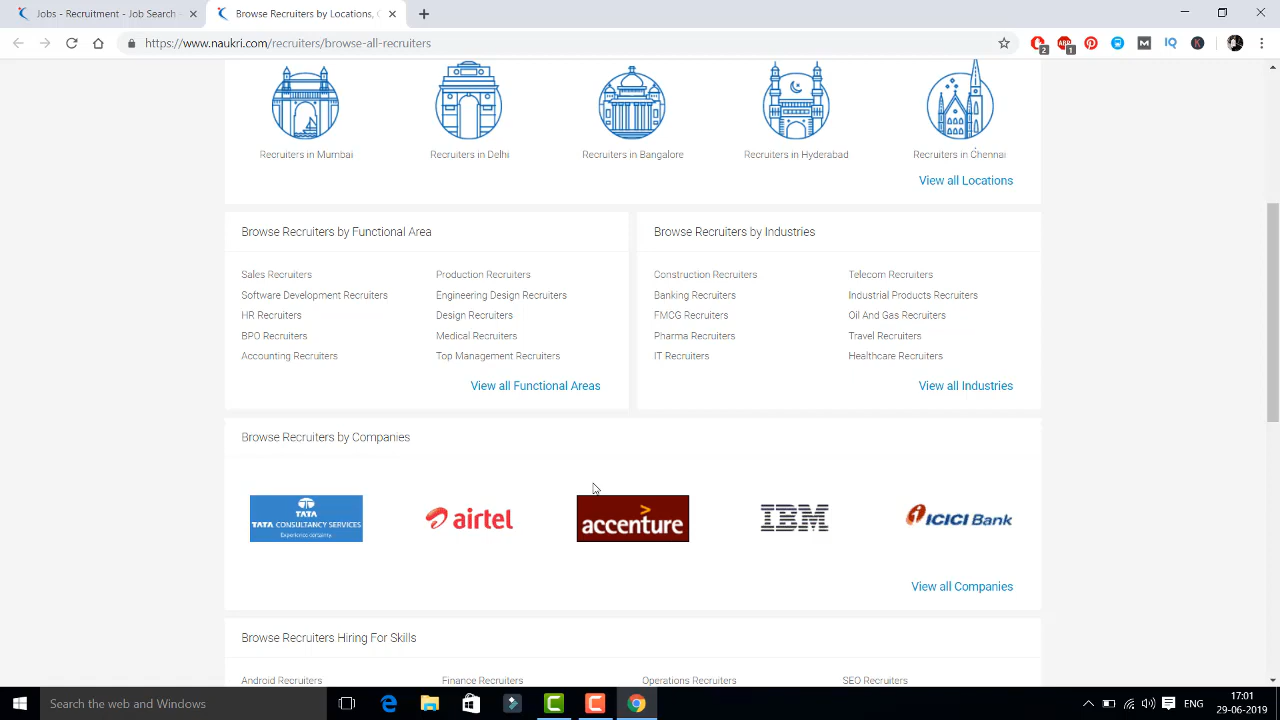 Jobs - Recruitment - Job Search
Browse Recruiters by Locations, C
https://www.naukri.com/recruiters/browse-all-recruiters
2
ABP
1
M
IQ
K
Recruiters in Mumbai
Recruiters in Delhi
Recruiters in Bangalore
Recruiters in Hyderabad
Recruiters in Chennai
View all Locations
Browse Recruiters by Functional Area
Sales Recruiters
Production Recruiters
Software Development Recruiters
Engineering Design Recruiters
HR Recruiters
Design Recruiters
BPO Recruiters
Medical Recruiters
Accounting Recruiters
Top Management Recruiters
View all Functional Areas
Browse Recruiters by Industries
Construction Recruiters
Telecom Recruiters
Banking Recruiters
Industrial Products Recruiters
FMCG Recruiters
Oil And Gas Recruiters
Pharma Recruiters
Travel Recruiters
IT Recruiters
Healthcare Recruiters
View all Industries
Browse Recruiters by Companies
TATA
TATA CONSULTANCY SERVICES
Experience certainty.
airtel
accenture
IBM
ICICI Bank
View all Companies
Browse Recruiters Hiring For Skills
Android Recruiters
Finance Recruiters
Operations Recruiters
SEO Recruiters
Search the web and Windows
ENG
17:01
29-06-2019